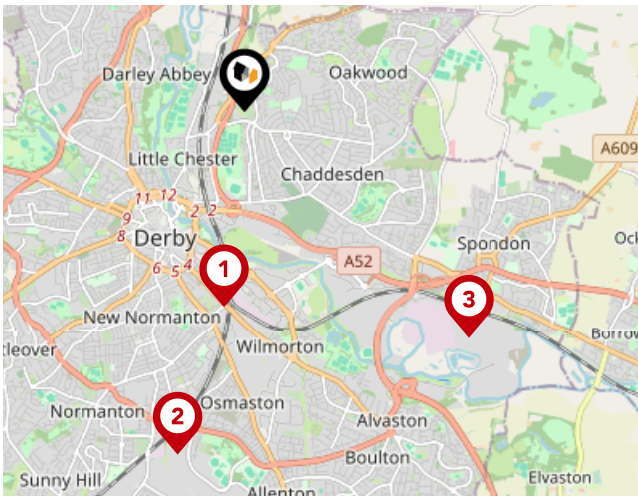 Darley Abbey
Oakwood
Little Chester
A609
Chaddesden
11 12
9
2 2
8
Derby
Spondon
Oc
6 5 4
A52
1
3
New Normanton
Borrow
tleover
Wilmorton
Normanton
2
Osmaston
Alvaston
Boulton
Sunny Hill
Elvaston
Allenton